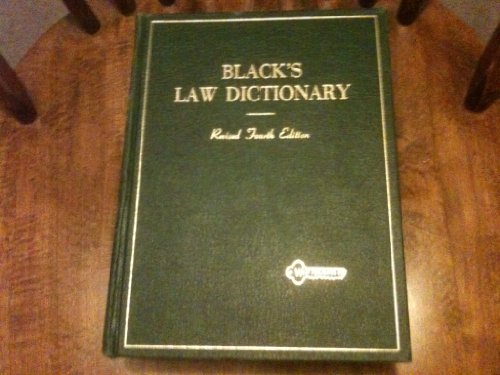 BLACK'S
LAW DICTIONARY
Revised Fourth Edition